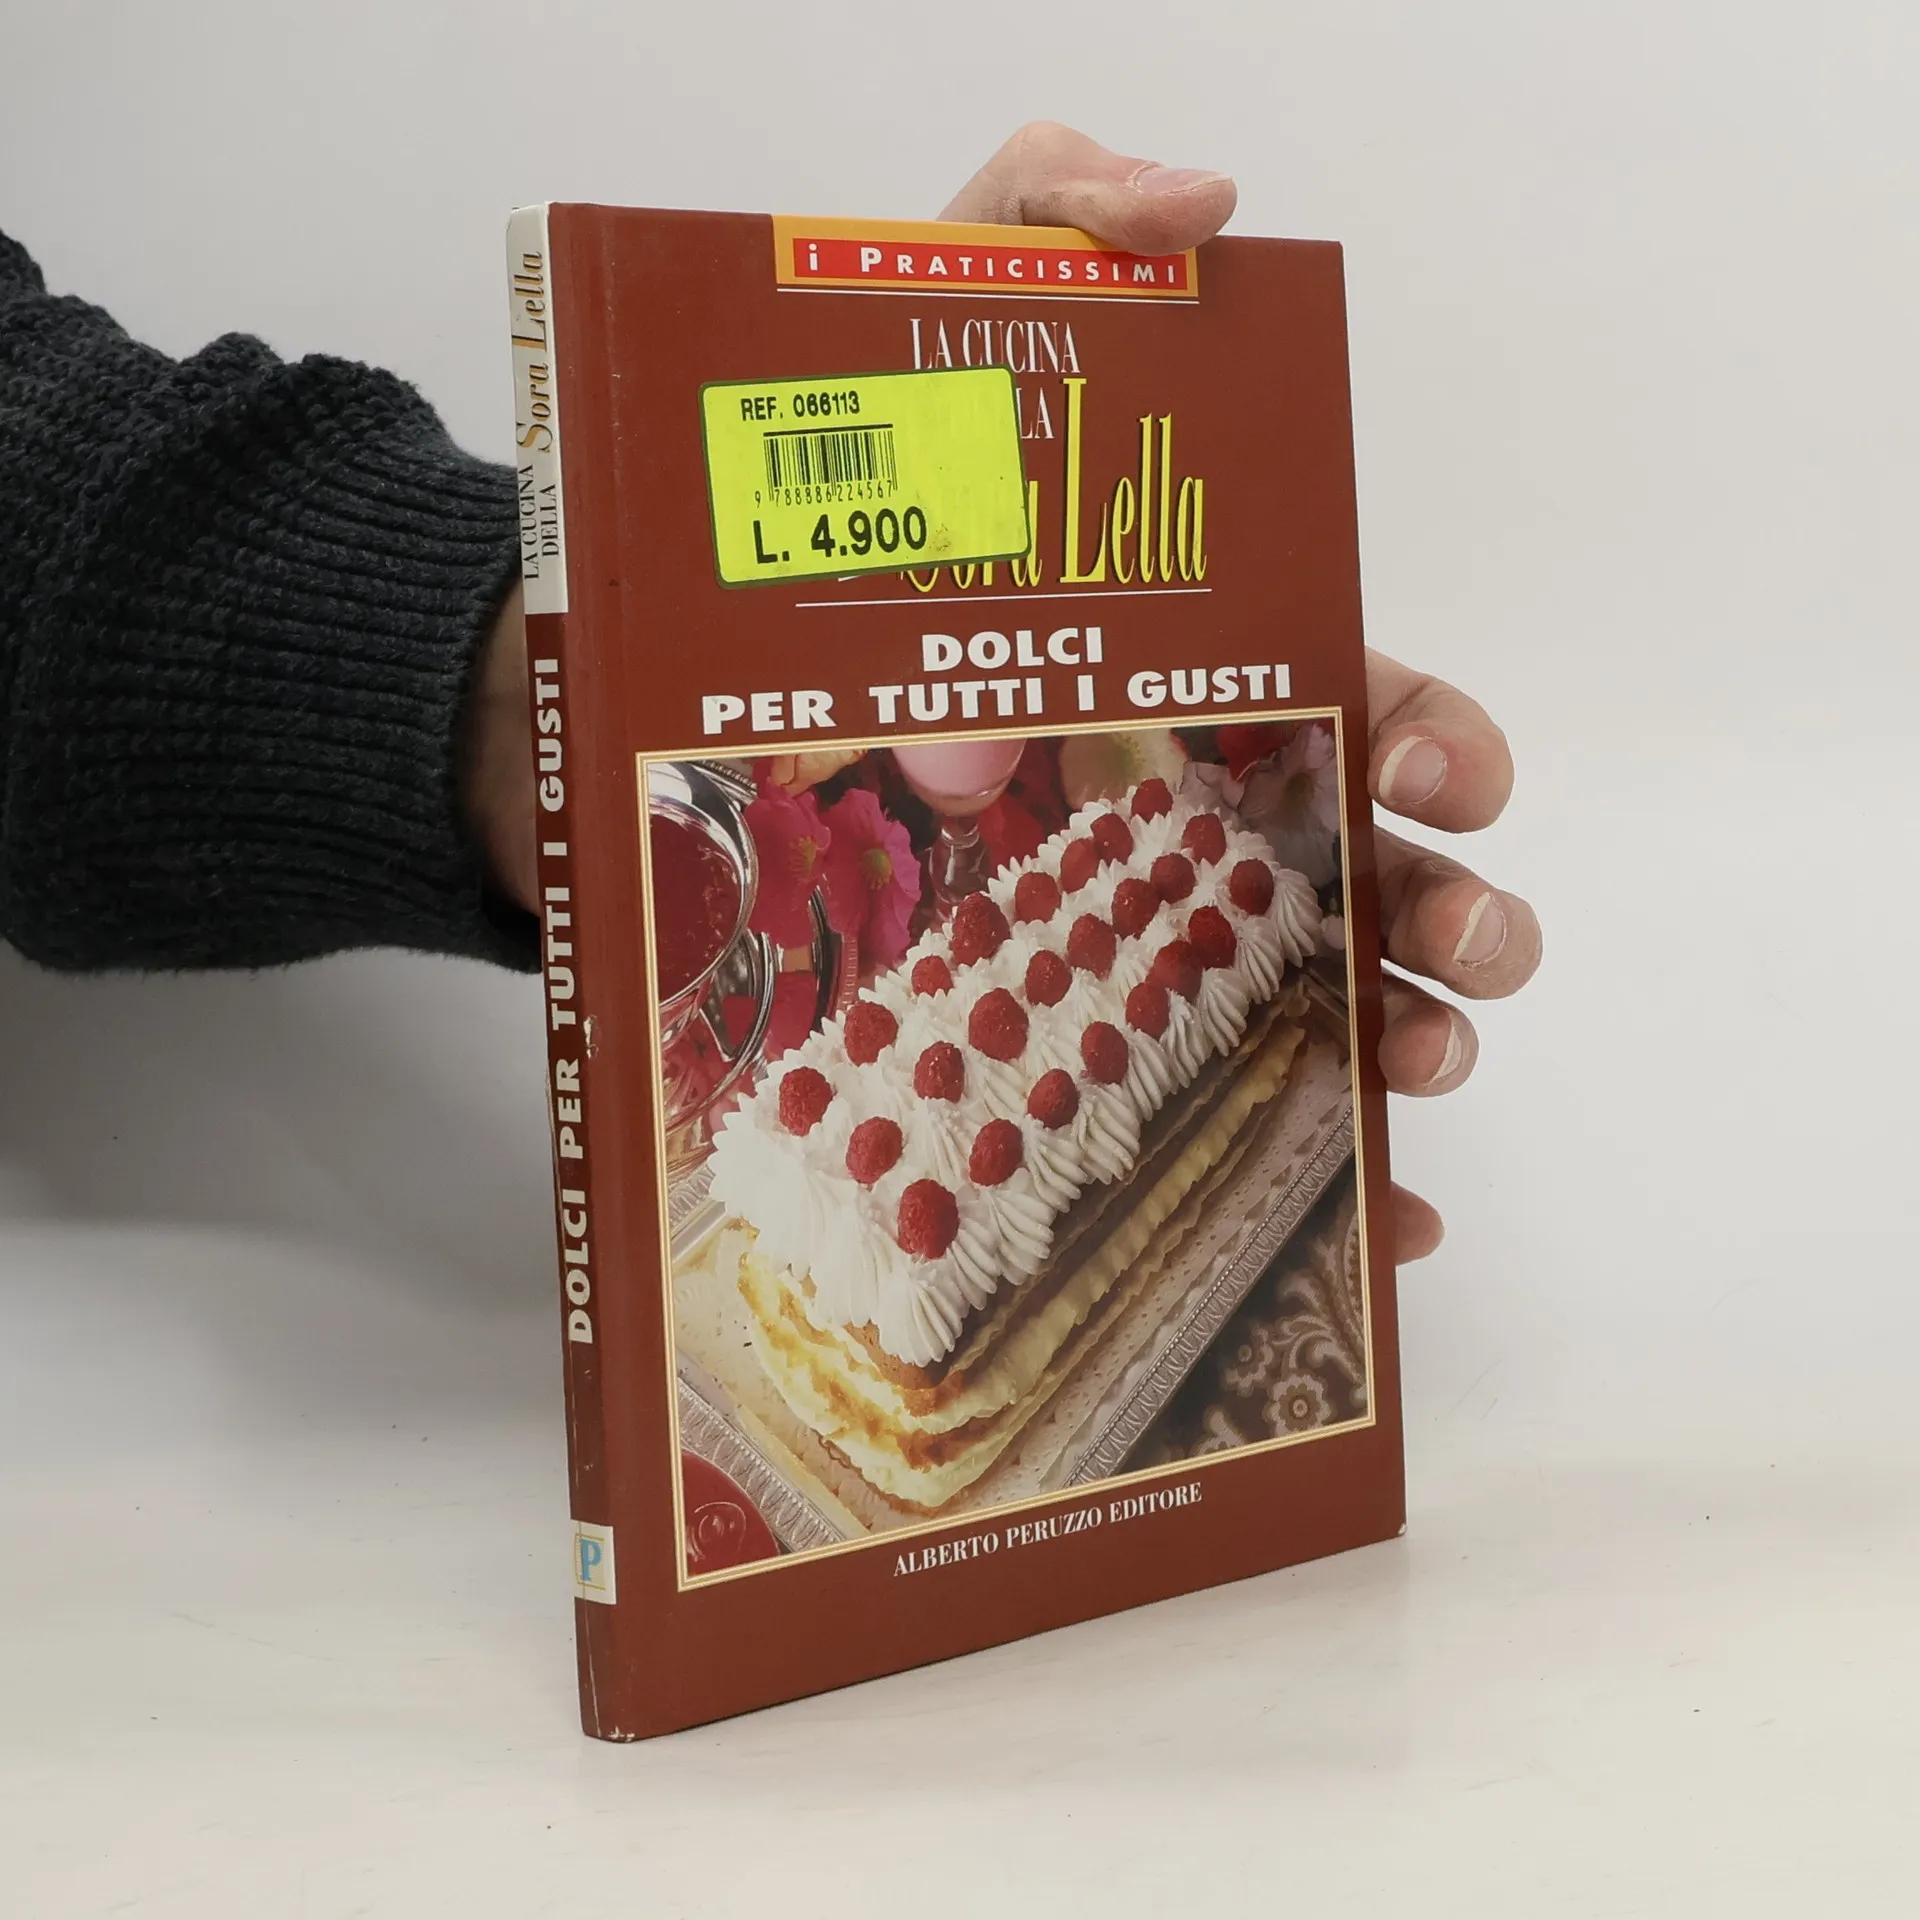 i PRATICISSIMI
LA CUCINA
LA
Sora Lella
REF. 066113
9 788886 224567
L. 4.900
DOLCI
PER TUTTI I GUSTI
ALBERTO PERUZZO EDITORE
LA CUCINA
DELLA
Sora Lella
DOLCI PER TUTTI I GUSTI
P